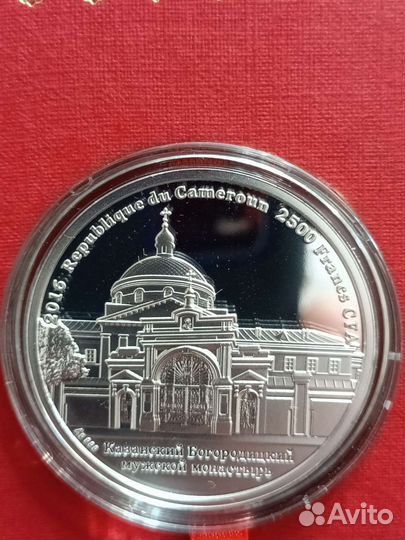 2016 Republique du Cameroun 2500 Francs CFA
Казанский Богородицкий
мужской монастырь
Avito